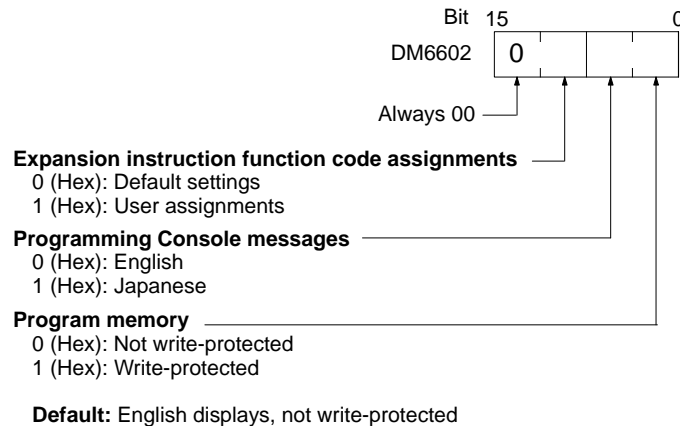 Bit 15 0
DM6602 0
Always 00
Expansion instruction function code assignments
0 (Hex): Default settings
1 (Hex): User assignments
Programming Console messages
0 (Hex): English
1 (Hex): Japanese
Program memory
0 (Hex): Not write-protected
1 (Hex): Write-protected
Default: English displays, not write-protected